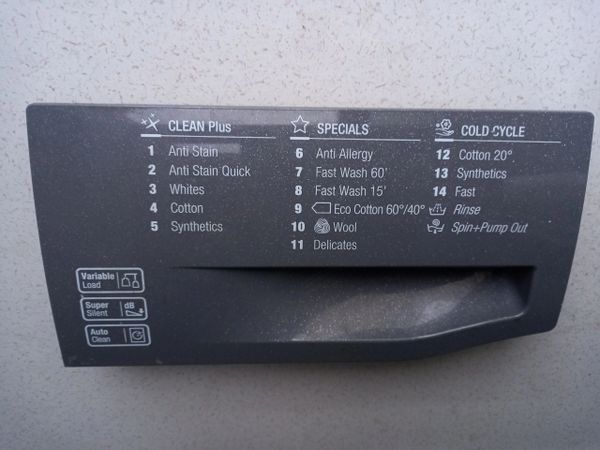 CLEAN Plus
1 Anti Stain
2 Anti Stain Quick
3 Whites
4 Cotton
5 Synthetics
SPECIALS
6 Anti Allergy
7 Fast Wash 60'
8 Fast Wash 15'
9 Eco Cotton 60°/40°
10 Wool
11 Delicates
COLD CYCLE
12 Cotton 20°
13 Synthetics
14 Fast
Rinse
Spin+Pump Out
Variable
Load
Super
Silent
dB
Auto
Clean